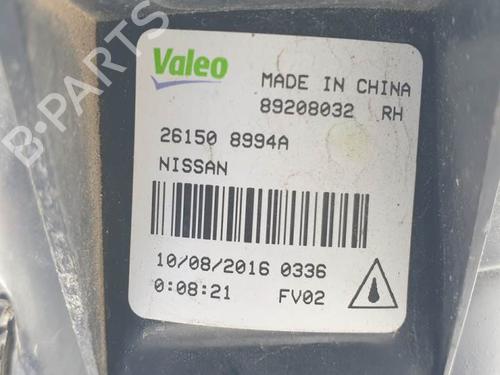 B-PARTS
Valeo
MADE IN CHINA
89208032 RH
26150 8994A
NISSAN
10/08/2016 0336
0:08:21 FV02